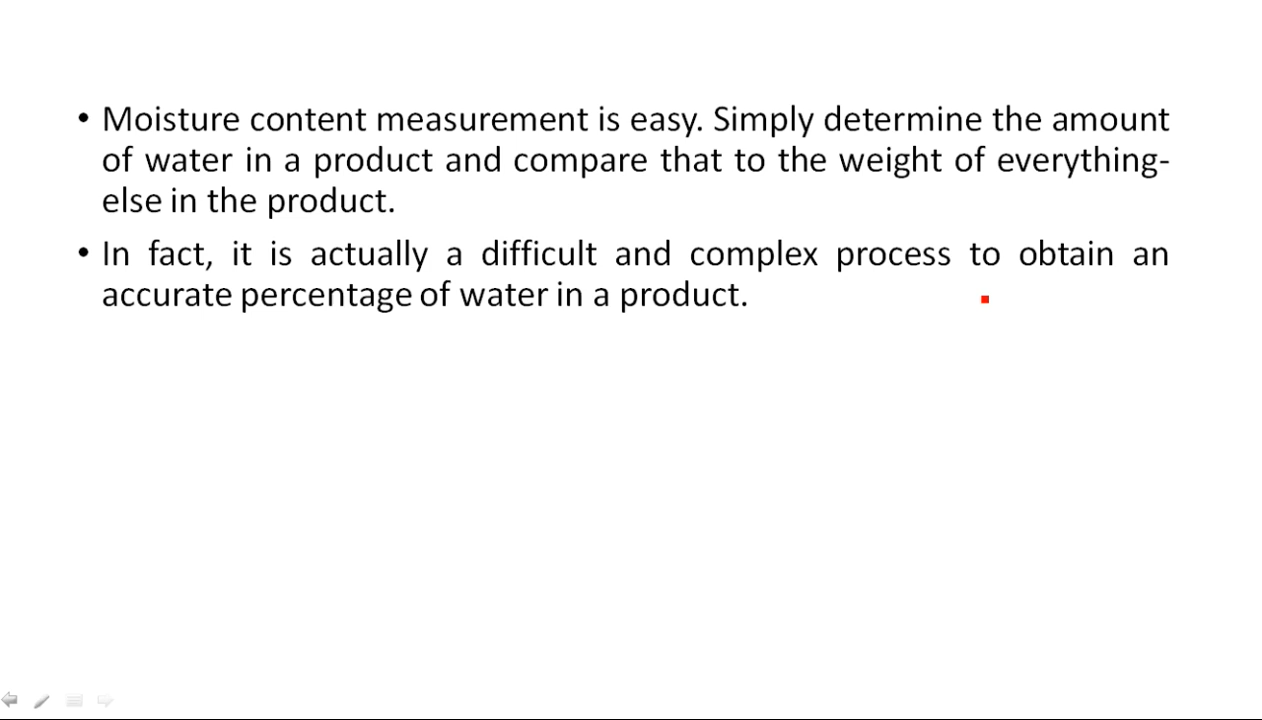 • Moisture content measurement is easy. Simply determine the amount
of water in a product and compare that to the weight of everything-
else in the product.
• In fact, it is actually a difficult and complex process to obtain an
accurate percentage of water in a product.